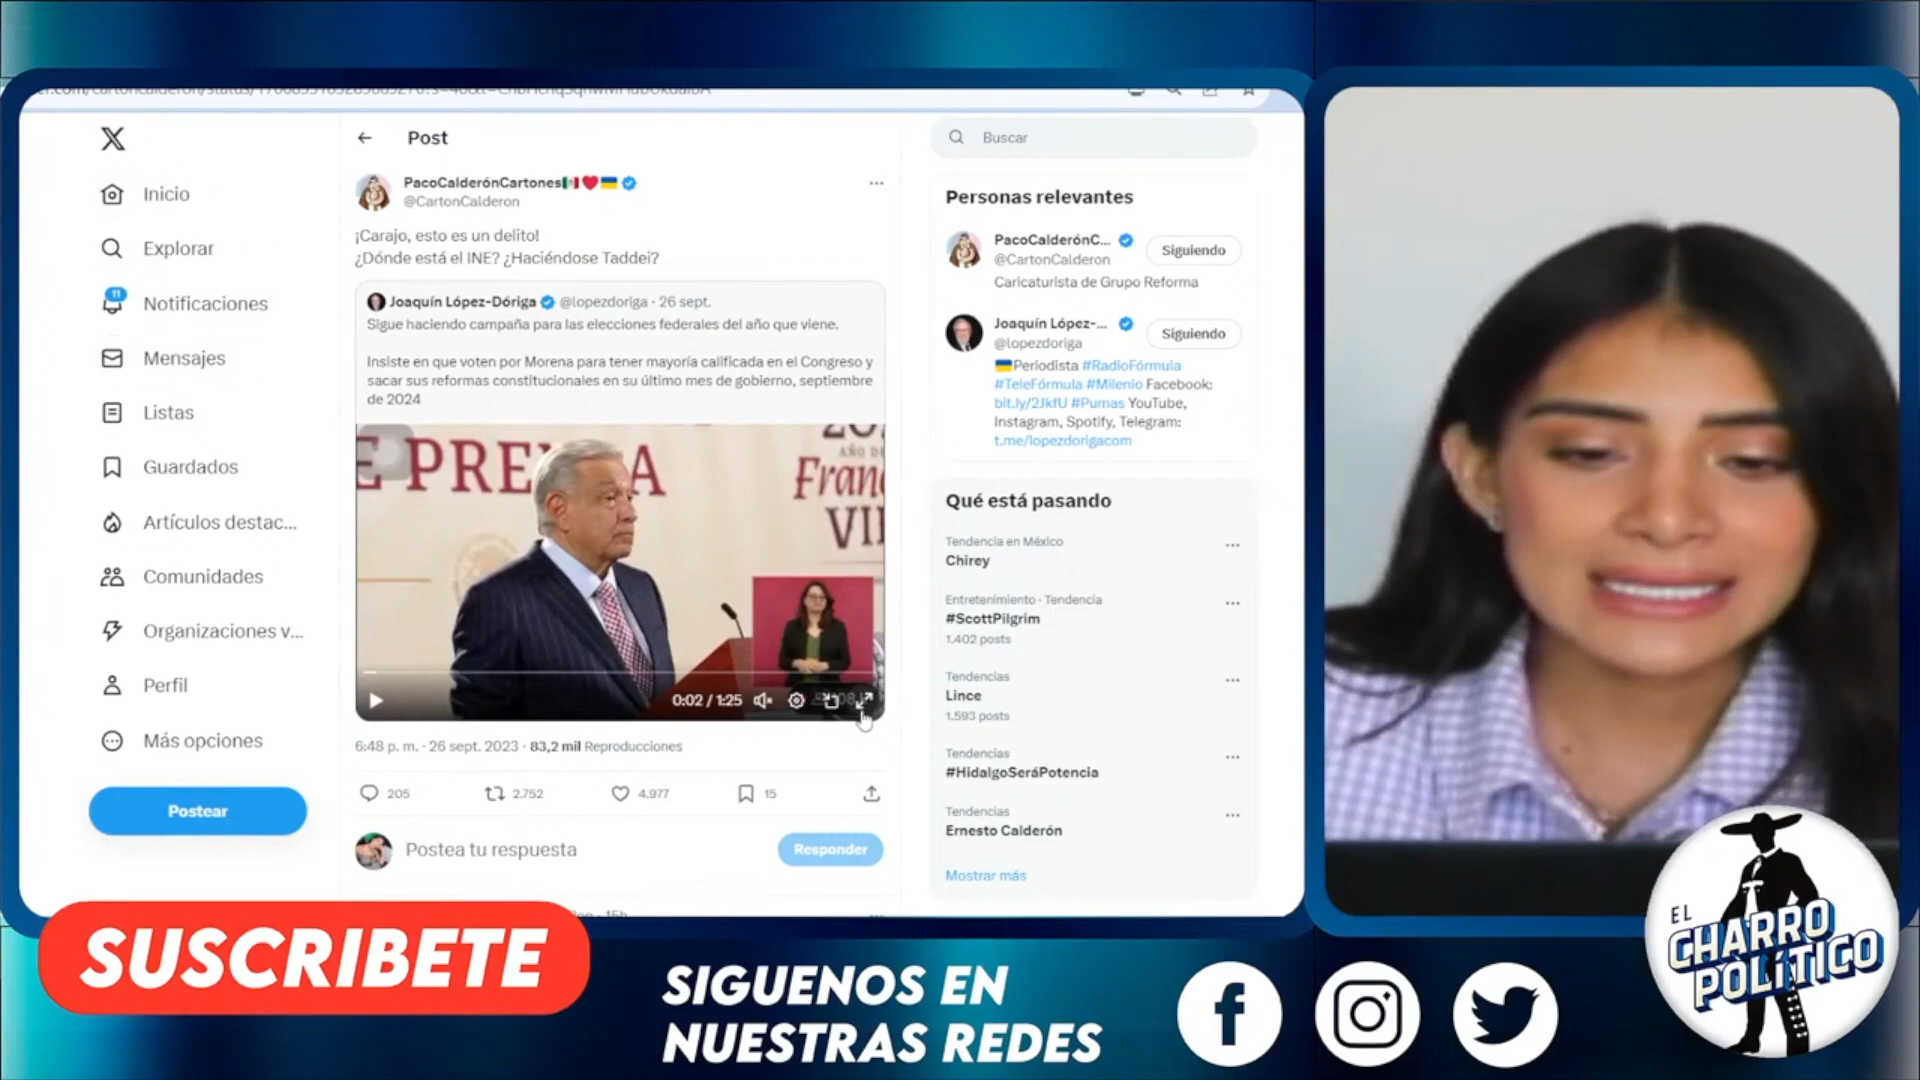 Post
Buscar
Inicio
Explorar
11
Notificaciones
Mensajes
Listas
Guardados
Artículos destac...
Comunidades
Organizaciones v...
Perfil
Más opciones
Postear
PacoCalderónCartones
@CartonCalderon
¡Carajo, esto es un delito!
¿Dónde está el INE? ¿Haciéndose Taddei?
Joaquín López-Dóriga @lopezdoriga · 26 sept.
Sigue haciendo campaña para las elecciones federales del año que viene.
Insiste en que voten por Morena para tener mayoría calificada en el Congreso y
sacar sus reformas constitucionales en su último mes de gobierno, septiembre
de 2024
E PRE A
AÑO DE
Fran
VI
0:02 / 1:25
6:48 p. m. · 26 sept. 2023 · 83,2 mil Reproducciones
205 2.752 4.977 15
Postea tu respuesta
Responder
Personas relevantes
PacoCalderónC...
@CartonCalderon
Siguiendo
Caricaturista de Grupo Reforma
Joaquín López-...
@lopezdoriga
Siguiendo
Periodista #RadioFórmula
#TeleFórmula #Milenio Facebook:
bit.ly/2JkfU #Pumas YouTube,
Instagram, Spotify, Telegram:
t.me/lopezdorigacom
Qué está pasando
Tendencia en México
Chirey
Entretenimiento · Tendencia
#ScottPilgrim
1.402 posts
Tendencias
Lince
1.593 posts
Tendencias
#HidalgoSeráPotencia
Tendencias
Ernesto Calderón
Mostrar más
SUSCRIBETE
SIGUENOS EN
NUESTRAS REDES
EL
CHARRO
POLÍTICO